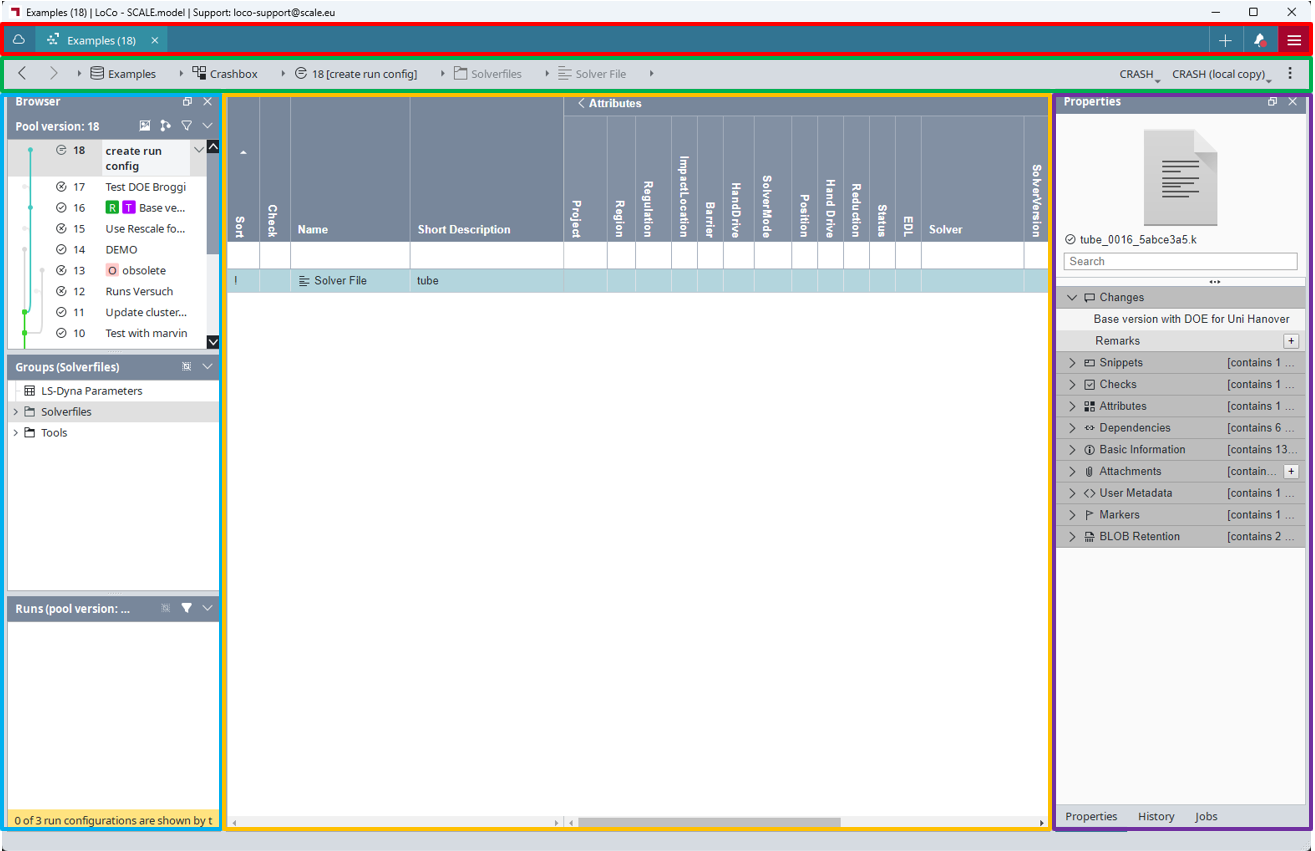 Examples (18) | LoCo - SCALE.model | Support: loco-support@scale.eu
Examples (18)
Examples Crashbox 18 [create run config] Solverfiles Solver File CRASH CRASH (local copy)
Browser
Pool version: 18
18 create run config
17 Test DOE Broggi
16 R T Base ve...
15 Use Rescale fo...
14 DEMO
13 O obsolete
12 Runs Versuch
11 Update cluster...
10 Test with marvin
Groups (Solverfiles)
LS-Dyna Parameters
Solverfiles
Tools
Runs (pool version: ...
0 of 3 run configurations are shown by t
Attributes
Sort
Check
Name
Short Description
Project
Region
Regulation
ImpactLocation
Barrier
HandDrive
SolverMode
Position
Hand Drive
Reduction
Status
EDL
Solver
SolverVersion
! Solver File tube
Properties
tube_0016_5abce3a5.k
Search
Changes
Base version with DOE for Uni Hanover
Remarks +
Snippets [contains 1 ...
Checks [contains 1 ...
Attributes [contains 1 ...
Dependencies [contains 6 ...
Basic Information [contains 13...
Attachments [contain... +
User Metadata [contains 1 ...
Markers [contains 1 ...
BLOB Retention [contains 2 ...
Properties History Jobs